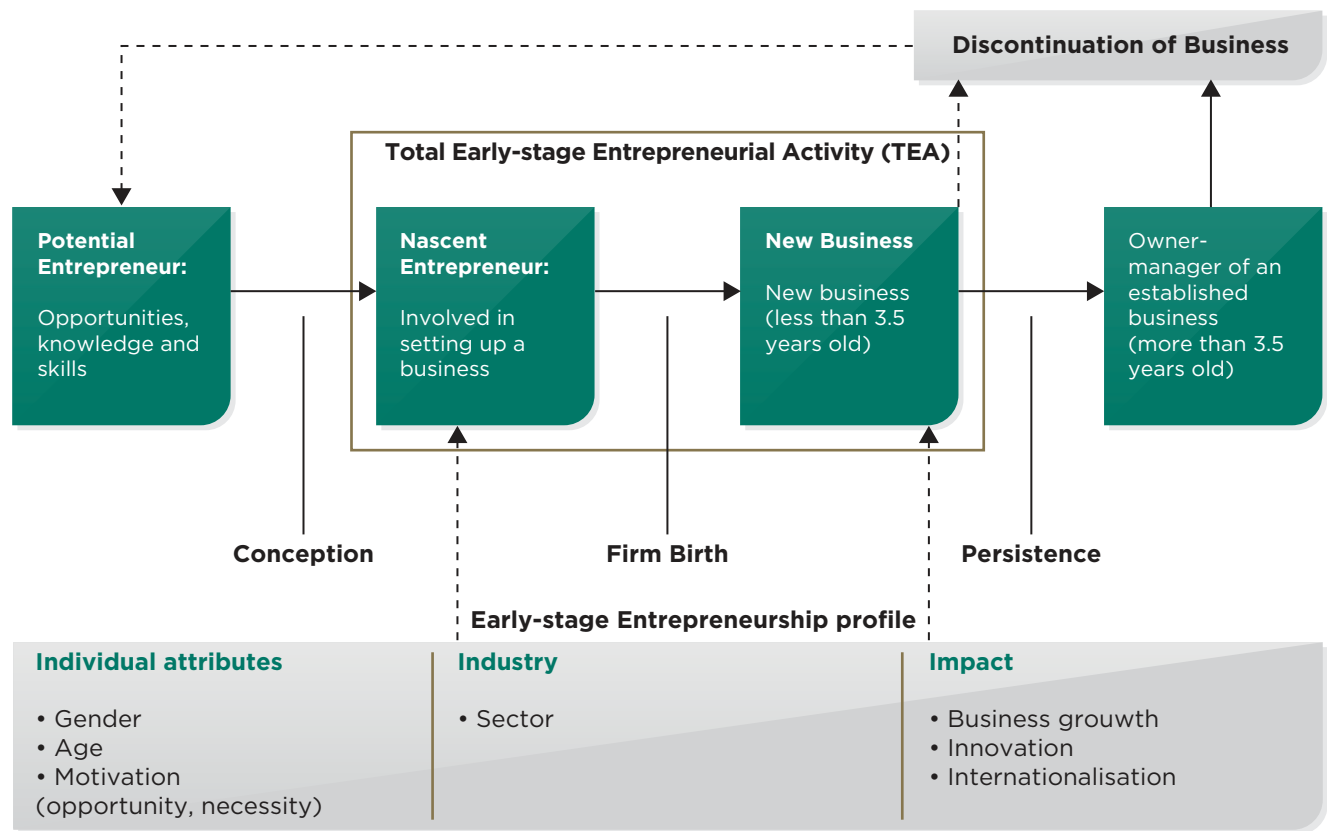 Discontinuation of Business
Total Early-stage Entrepreneurial Activity (TEA)
Potential
Entrepreneur:
Opportunities,
knowledge and
skills
Nascent
Entrepreneur:
Involved in
setting up a
business
New Business
New business
(less than 3.5
years old)
Owner-
manager of an
established
business
(more than 3.5
years old)
Conception
Firm Birth
Persistence
Early-stage Entrepreneurship profile
Individual attributes
• Gender
• Age
• Motivation
(opportunity, necessity)
Industry
• Sector
Impact
• Business grouwth
• Innovation
• Internationalisation